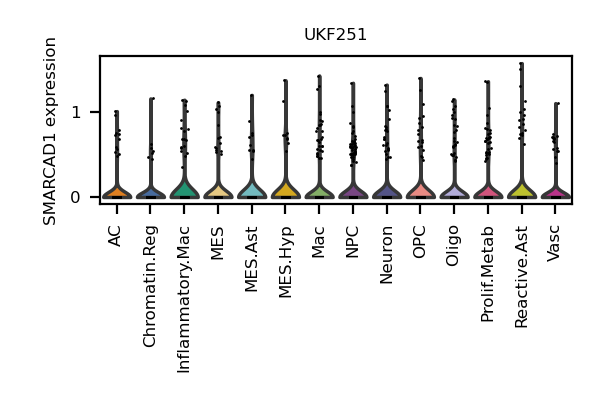 UKF251
SMARCAD1 expression
1
0
AC
Chromatin.Reg
Inflammatory.Mac
MES
MES.Ast
MES.Hyp
Mac
NPC
Neuron
OPC
Oligo
Prolif.Metab
Reactive.Ast
Vasc